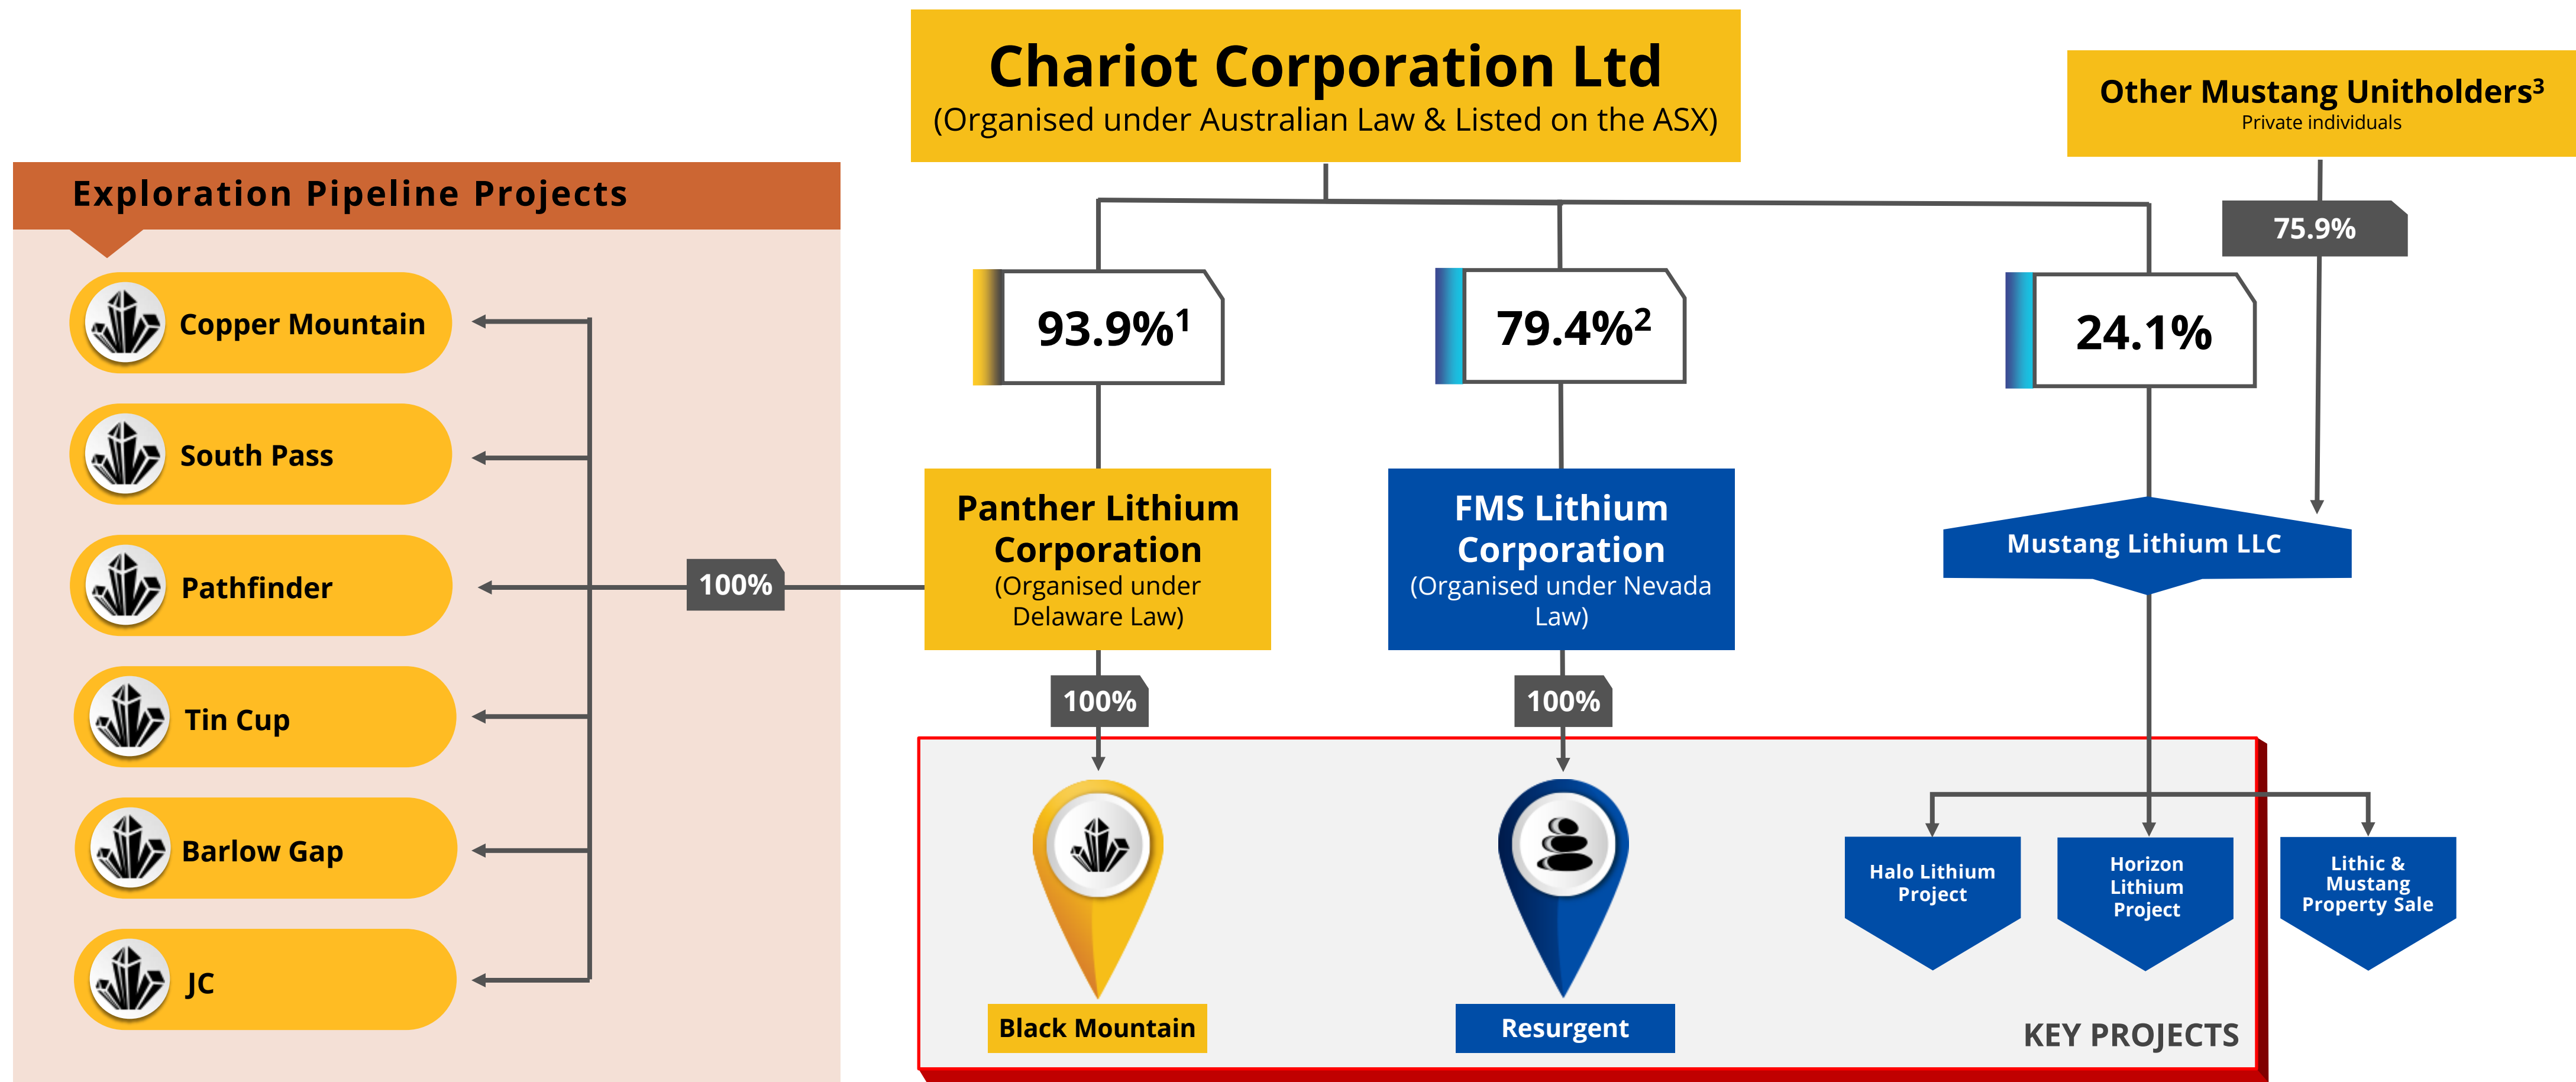 Chariot Corporation Ltd
(Organised under Australian Law & Listed on the ASX)
Other Mustang Unitholders³
Private individuals
75.9%
Exploration Pipeline Projects
Copper Mountain
South Pass
Pathfinder
Tin Cup
Barlow Gap
JC
100%
93.9%¹
79.4%²
24.1%
Panther Lithium
Corporation
(Organised under
Delaware Law)
FMS Lithium
Corporation
(Organised under Nevada
Law)
Mustang Lithium LLC
100%
100%
Black Mountain
Resurgent
Halo Lithium
Project
Horizon
Lithium
Project
Lithic &
Mustang
Property Sale
KEY PROJECTS